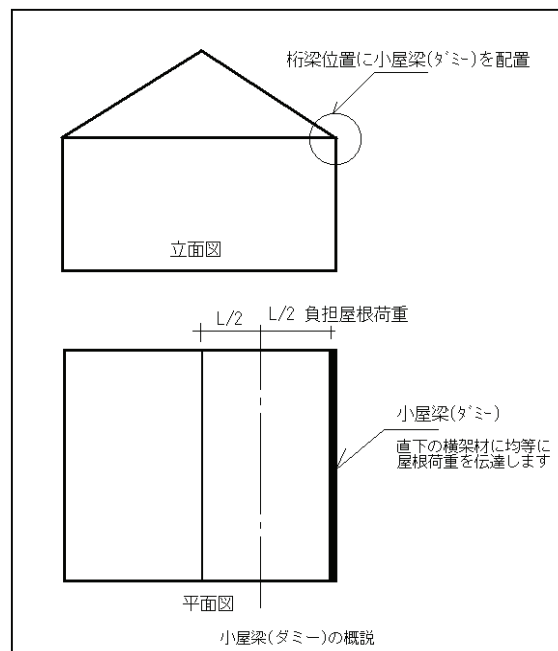 桁梁位置に小屋梁(ダミー)を配置
立面図
L/2
L/2 負担屋根荷重
小屋梁(ダミー)
直下の横架材に均等に
屋根荷重を伝達します
平面図
小屋梁(ダミー)の概説